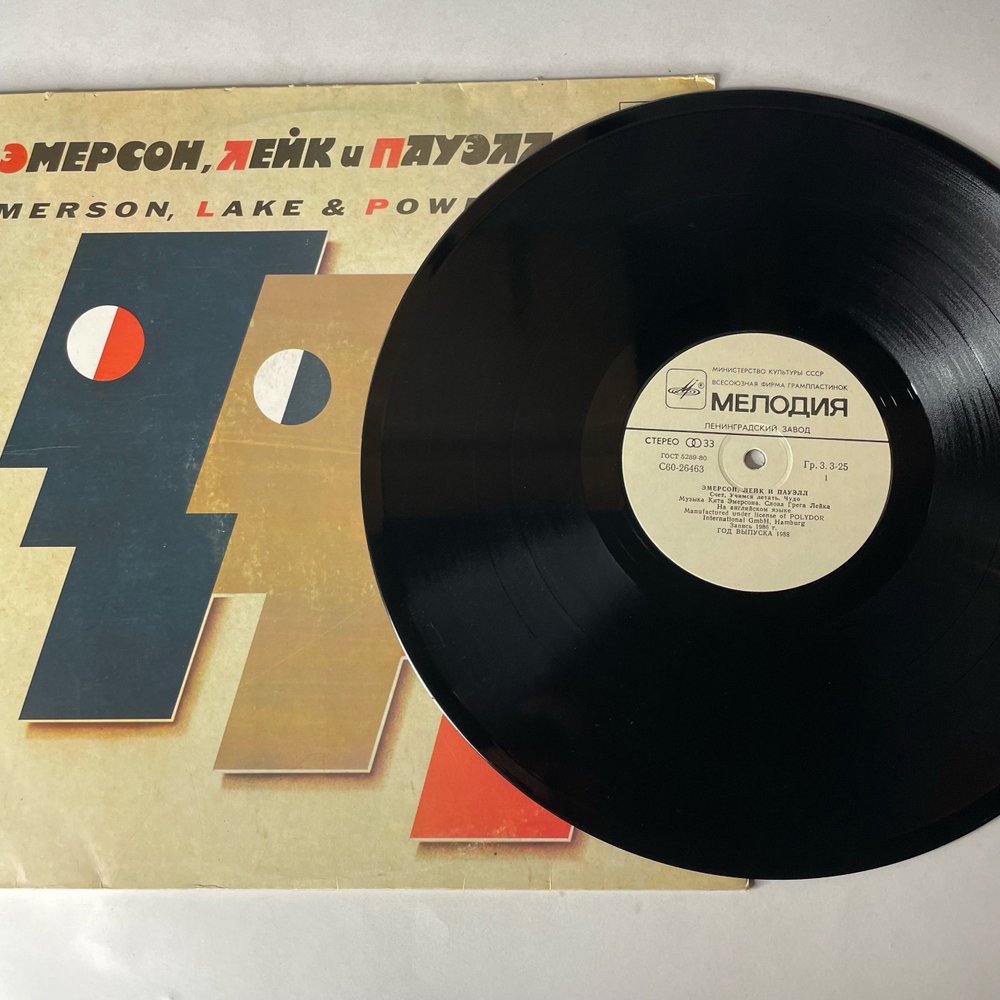 ЭМЕРСОН, ЛЕЙК и ПАУЭЛЛ
MERSON, LAKE & POWE
МИНИСТЕРСТВО КУЛЬТУРЫ СССР
ВСЕСОЮЗНАЯ ФИРМА ГРАМПЛАСТИНОК
МЕЛОДИЯ
ЛЕНИНГРАДСКИЙ ЗАВОД
СТЕРЕО 33
ГОСТ 5289-80
С60-26463
Гр. 3. 3-25
1
ЭМЕРСОН, ЛЕЙК И ПАУЭЛЛ
Счет. Учимся летать. Чудо
Музыка Кита Эмерсона. Слова Грега Лейка
На английском языке
Manufactured under license of POLYDOR
International GmbH, Hamburg
Запись 1986 г.
ГОД ВЫПУСКА 1988